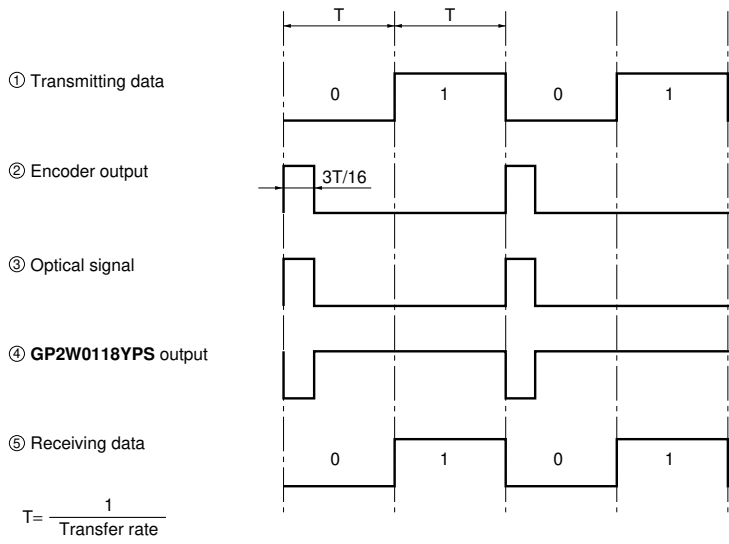 T T
① Transmitting data
0 1 0 1
② Encoder output
3T/16
③ Optical signal
④ GP2W0118YPS output
⑤ Receiving data
0 1 0 1
T= 1
Transfer rate